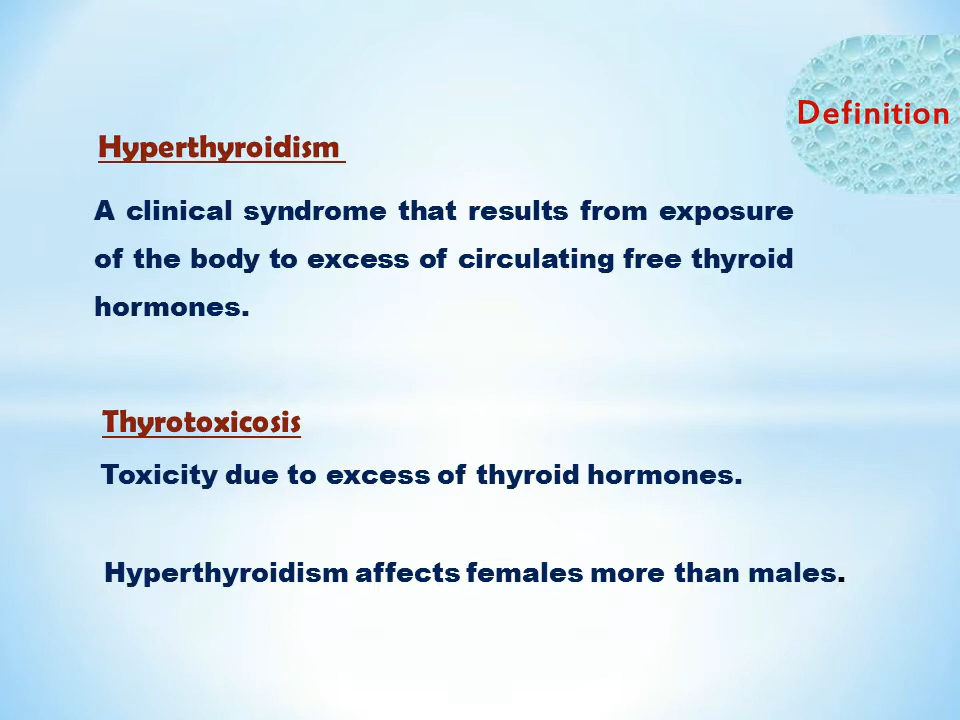 Definition
Hyperthyroidism
A clinical syndrome that results from exposure
of the body to excess of circulating free thyroid
hormones.
Thyrotoxicosis
Toxicity due to excess of thyroid hormones.
Hyperthyroidism affects females more than males.